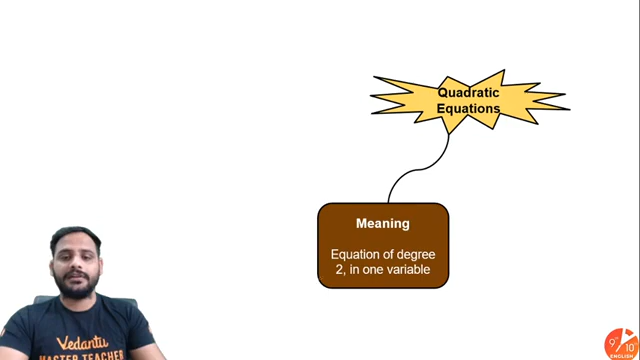 Quadratic
Equations
Meaning
Equation of degree
2, in one variable
Vedantu
MASTER TEACHER
9 10
ENGLISH